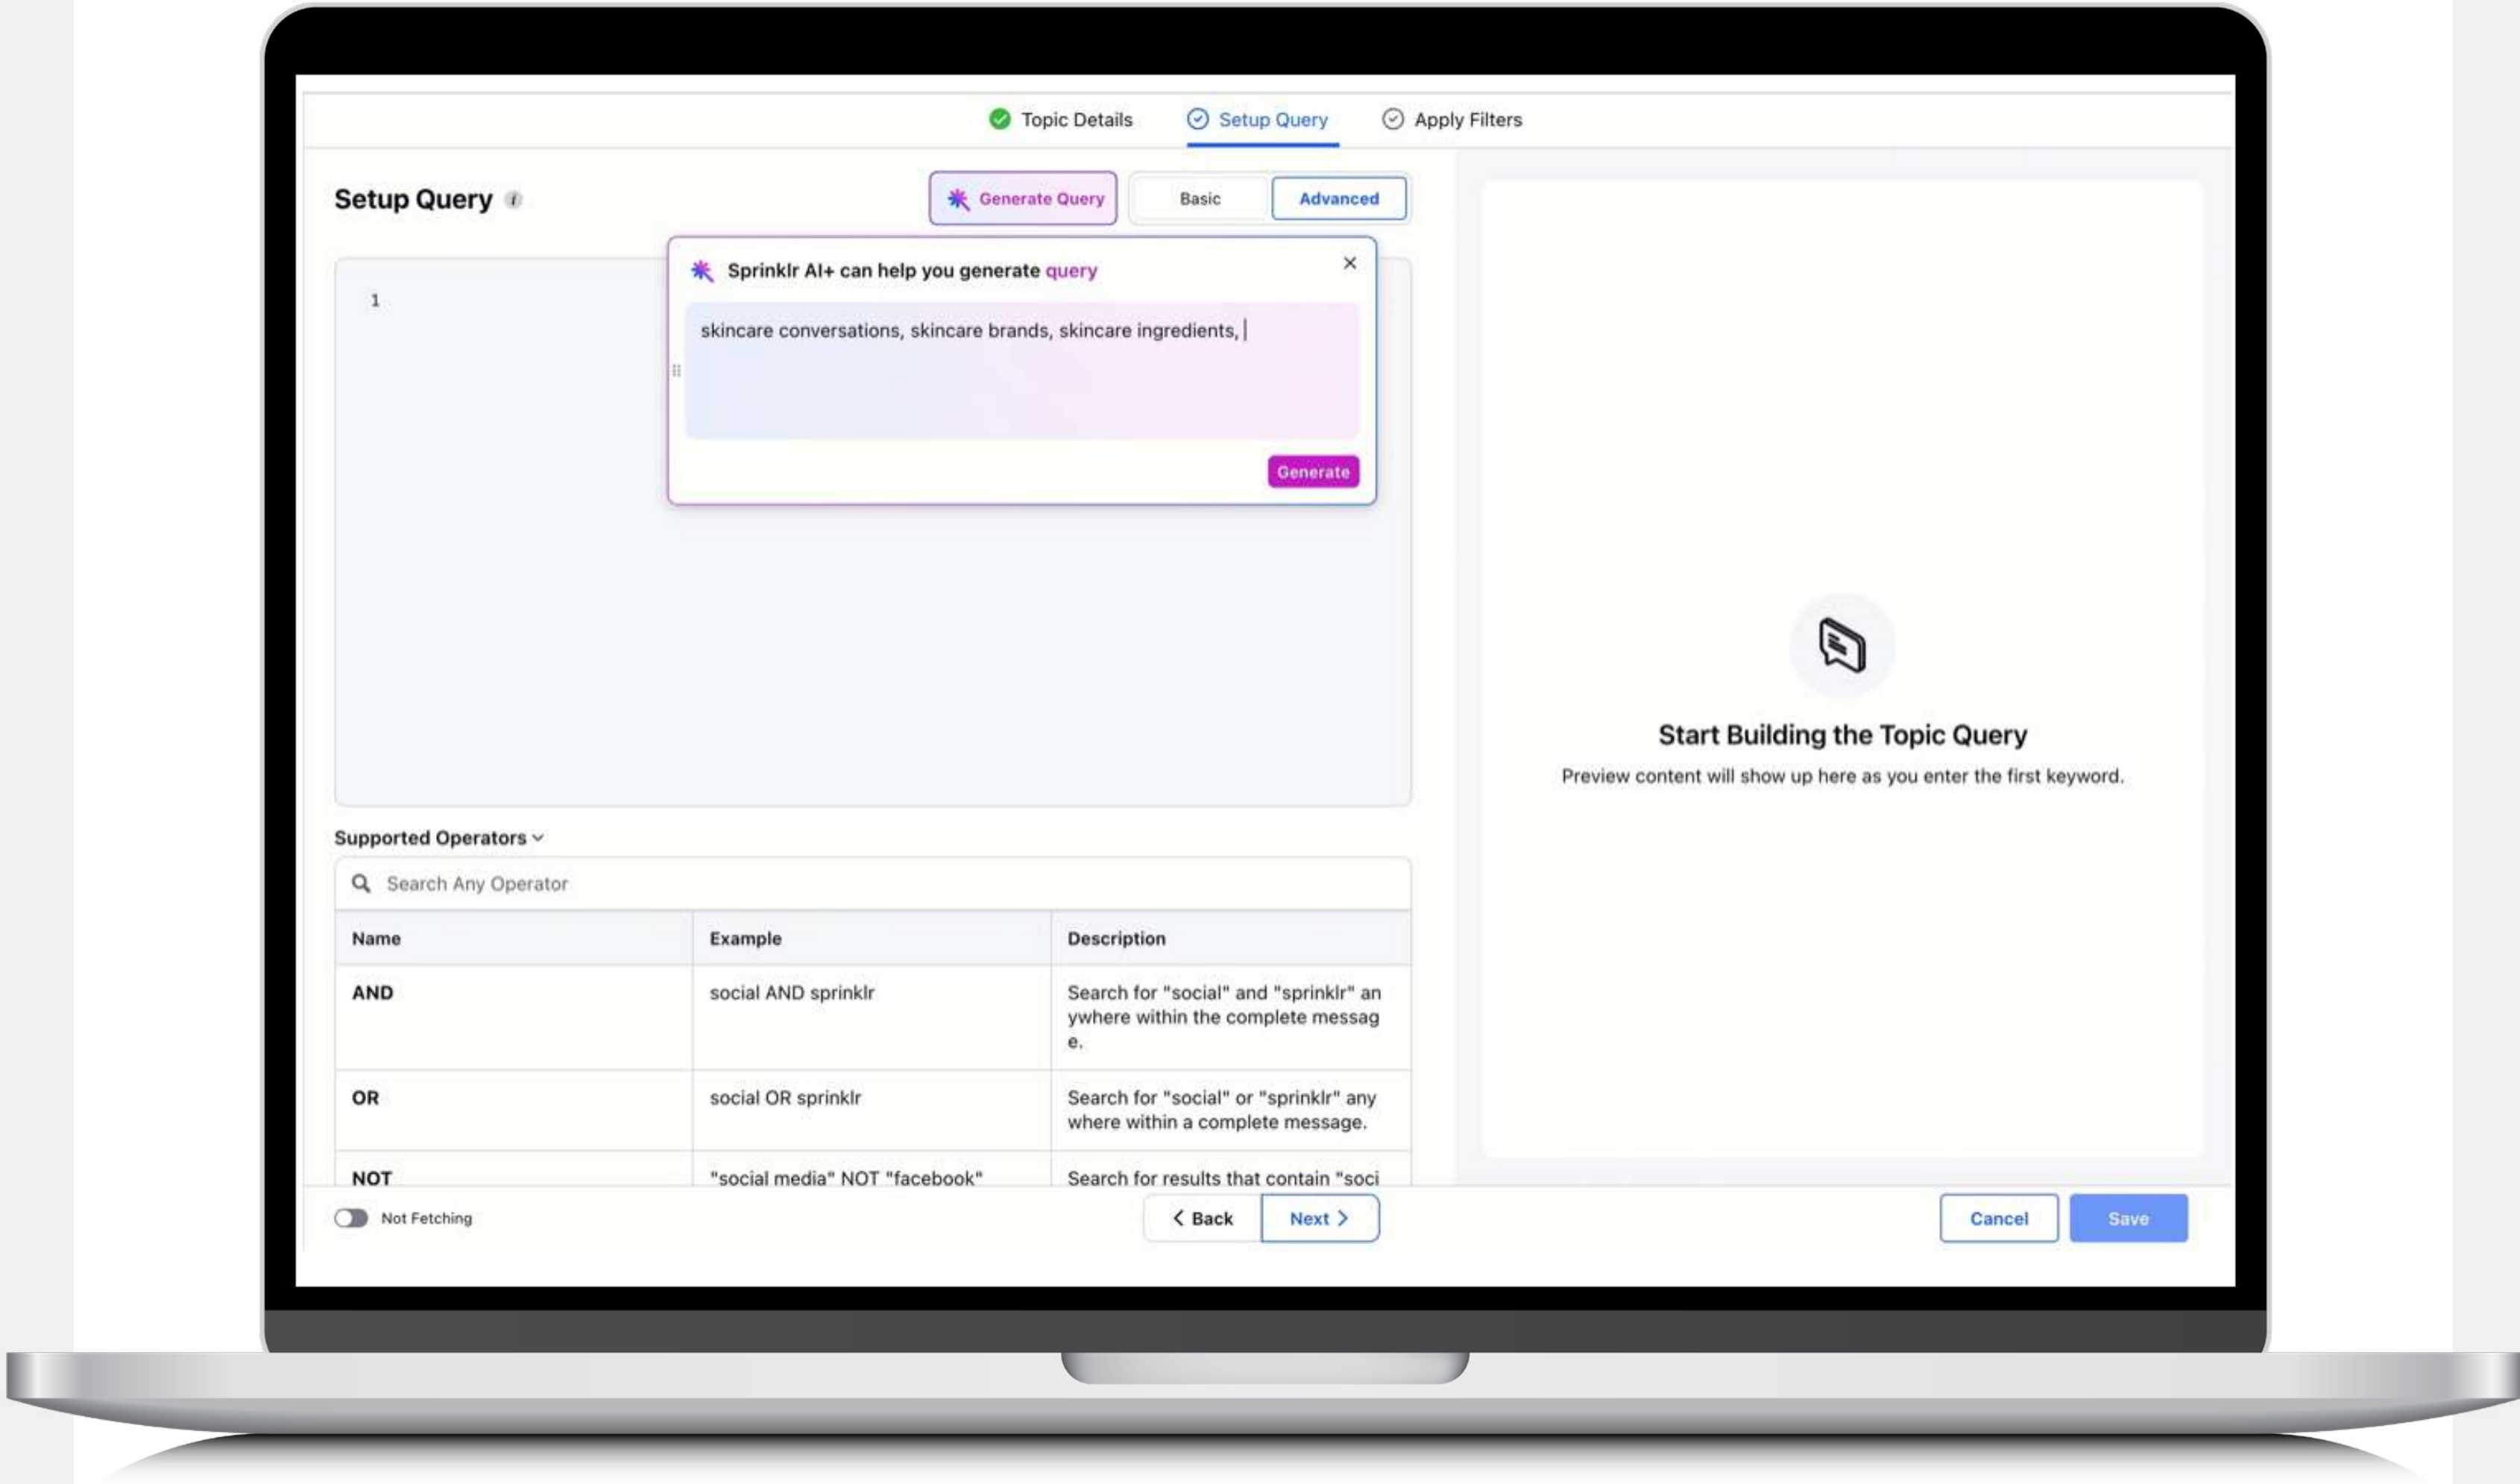 Topic Details
Setup Query
Apply Filters
Setup Query
Generate Query
Basic
Advanced
Sprinklr AI+ can help you generate query
1
skincare conversations, skincare brands, skincare ingredients,
Generate
Start Building the Topic Query
Preview content will show up here as you enter the first keyword.
Supported Operators
Search Any Operator
Name
Example
Description
AND
social AND sprinklr
Search for "social" and "sprinklr" an
ywhere within the complete messag
e.
OR
social OR sprinklr
Search for "social" or "sprinklr" any
where within a complete message.
NOT
"social media" NOT "facebook"
Search for results that contain "soci
Not Fetching
Back
Next
Cancel
Save